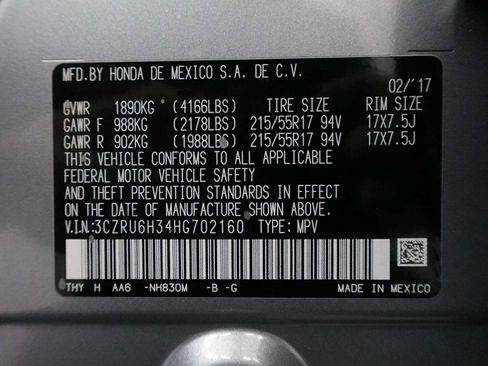 MFD. BY HONDA DE MEXICO S.A. DE C.V.
02/'17
GVWR 1890KG (4166LBS) TIRE SIZE RIM SIZE
GAWR F 988KG (2178LBS) 215/55R17 94V 17X7.5J
GAWR R 902KG (1988LBS) 215/55R17 94V 17X7.5J
THIS VEHICLE CONFORMS TO ALL APPLICABLE
FEDERAL MOTOR VEHICLE SAFETY
AND THEFT PREVENTION STANDARDS IN EFFECT
ON THE DATE OF MANUFACTURE SHOWN ABOVE.
V.I.N:3CZRU6H34HG702160 TYPE: MPV
THY H AA6 -NH830M -B -G MADE IN MEXICO